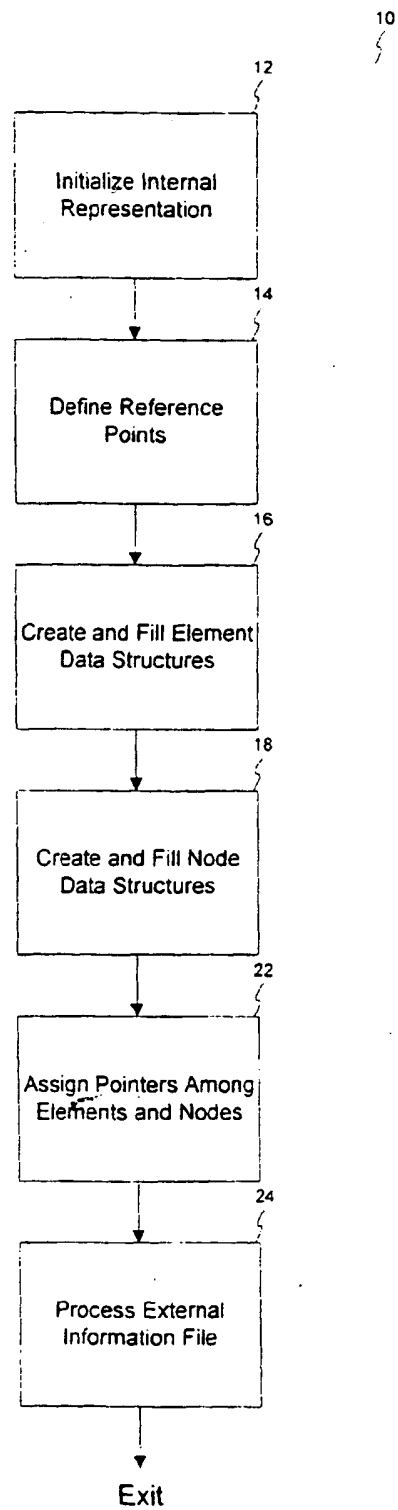 10
12
Initialize Internal
Representation
14
Define Reference
Points
16
Create and Fill Element
Data Structures
18
Create and Fill Node
Data Structures
22
Assign Pointers Among
Elements and Nodes
24
Process External
Information File
Exit